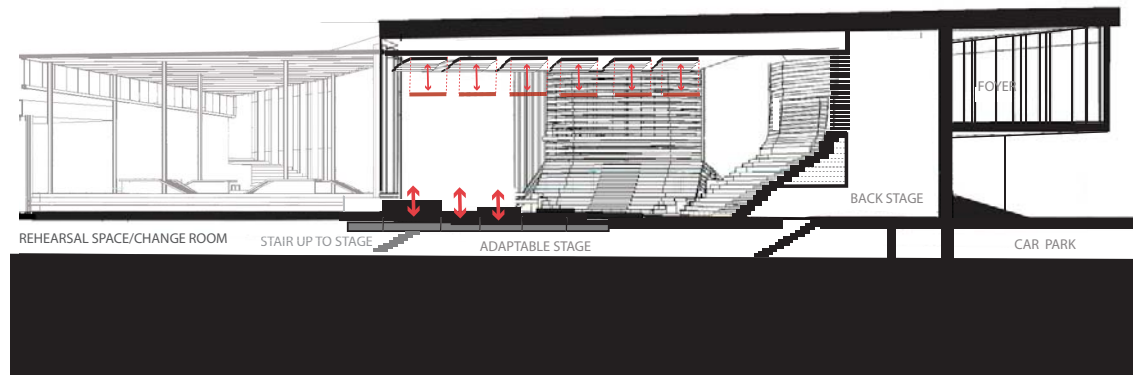 FOYER
BACK STAGE
REHEARSAL SPACE/CHANGE ROOM
STAIR UP TO STAGE
ADAPTABLE STAGE
CAR PARK